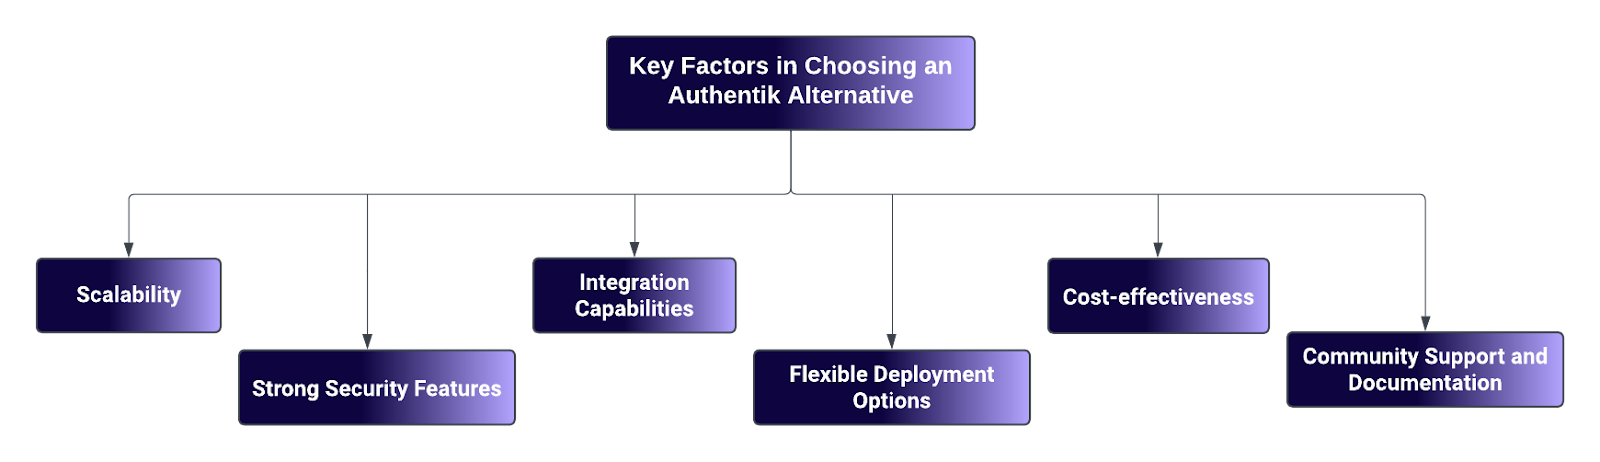 Key Factors in Choosing an
Authentik Alternative
Scalability
Strong Security Features
Integration
Capabilities
Flexible Deployment
Options
Cost-effectiveness
Community Support and
Documentation